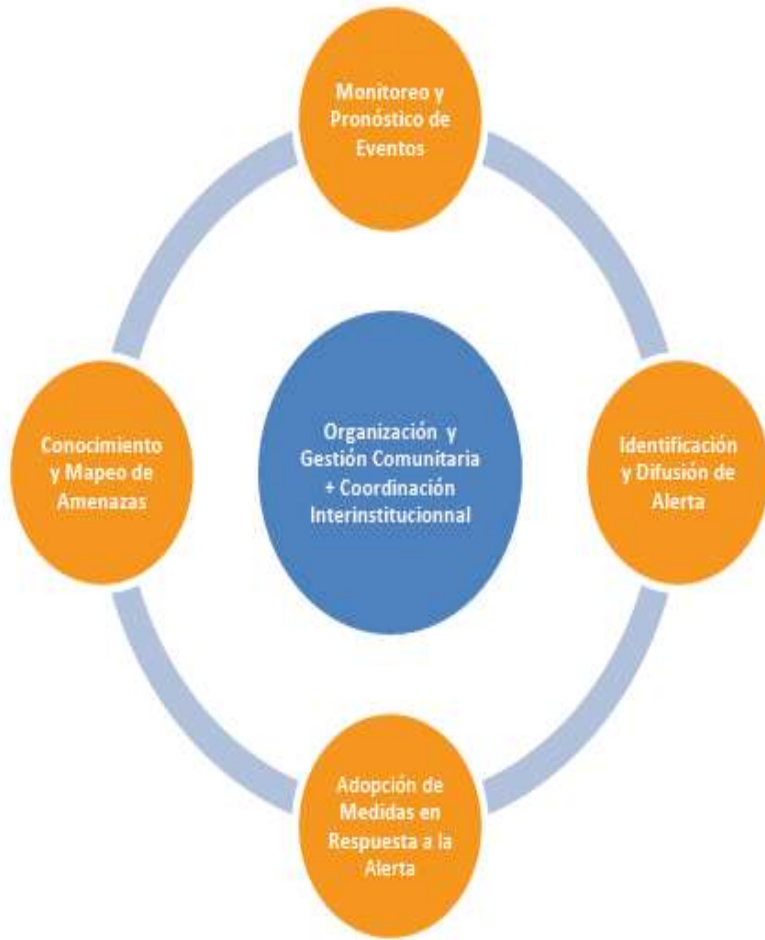 Monitoreo y
Pronóstico de
Eventos
Conocimiento
y Mapeo de
Amenazas
Organización y
Gestión Comunitaria
+ Coordinación
Interinstitucionnal
Identificación
y Difusión de
Alerta
Adopción de
Medidas en
Respuesta a la
Alerta